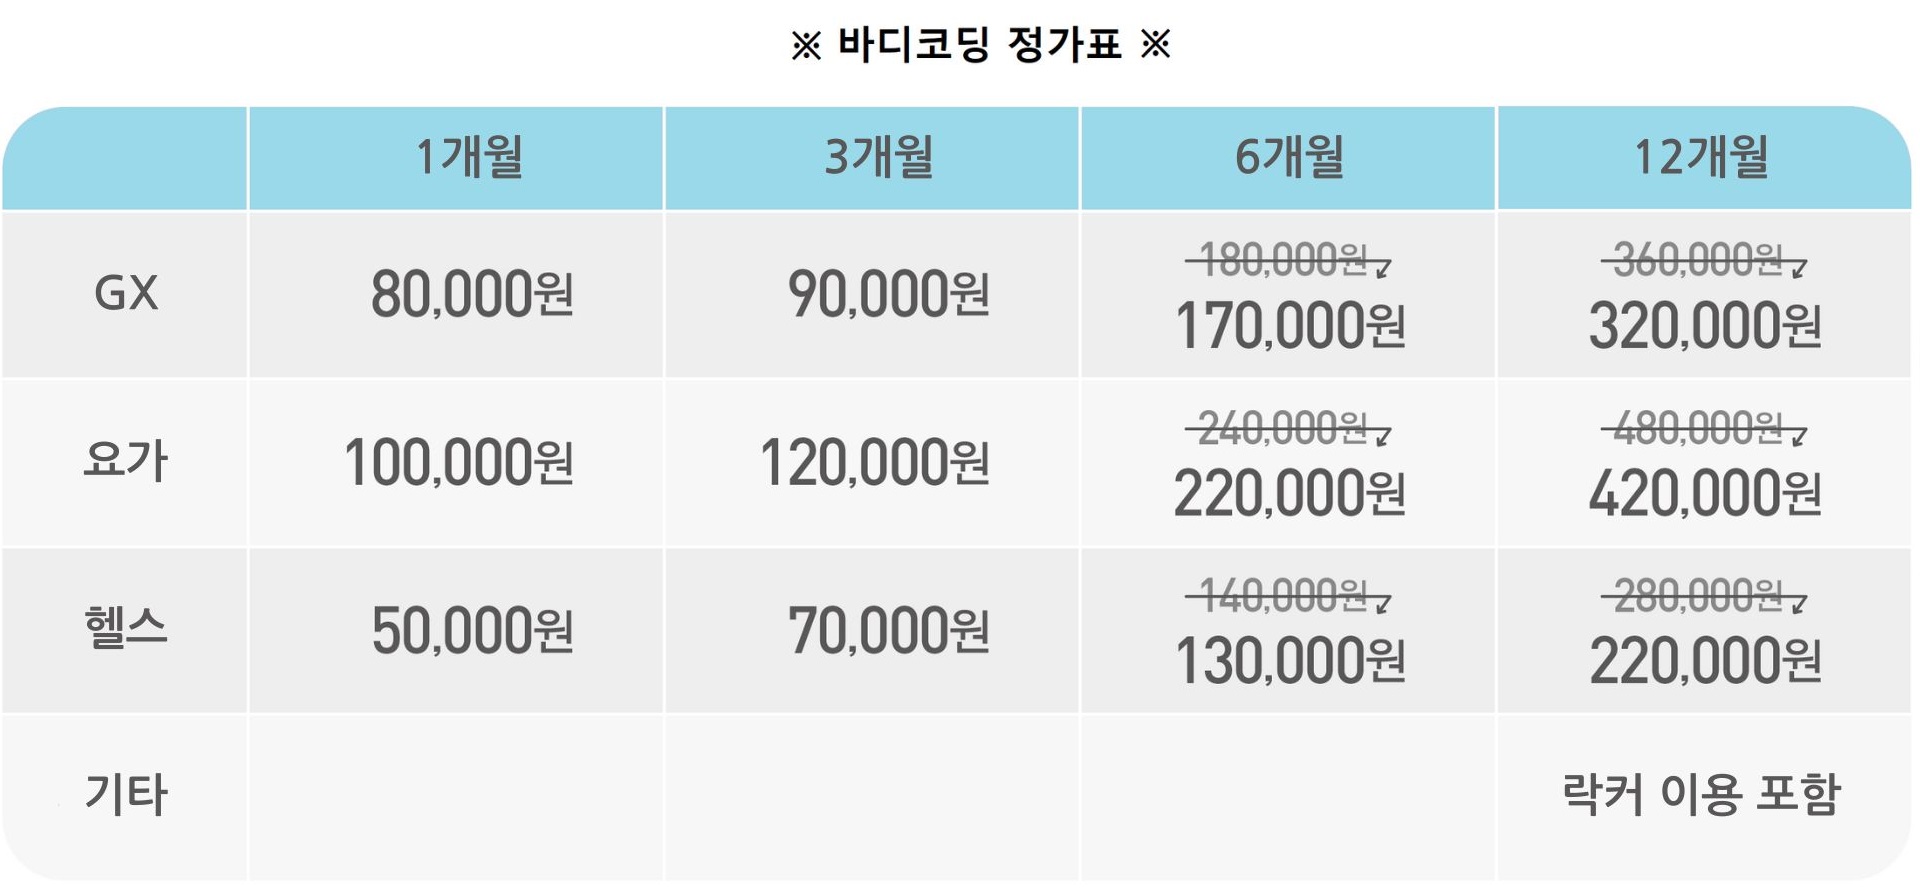 ※ 바디코딩 정가표 ※
1개월 3개월 6개월 12개월
GX 80,000원 90,000원 180,000원 170,000원 360,000원 320,000원
요가 100,000원 120,000원 240,000원 220,000원 480,000원 420,000원
헬스 50,000원 70,000원 140,000원 130,000원 280,000원 220,000원
기타 락커 이용 포함